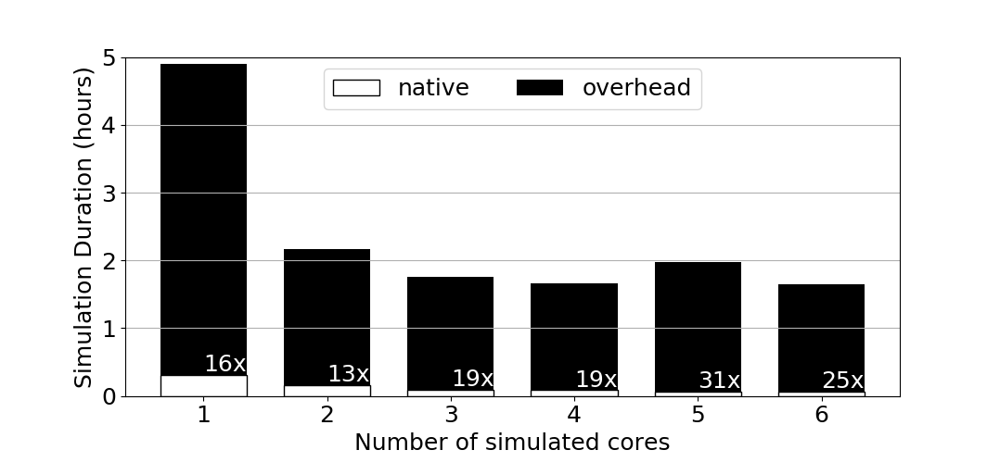 native overhead
Simulation Duration (hours)
5
4
3
2
1
0
16x 13x 19x 19x 31x 25x
1 2 3 4 5 6
Number of simulated cores